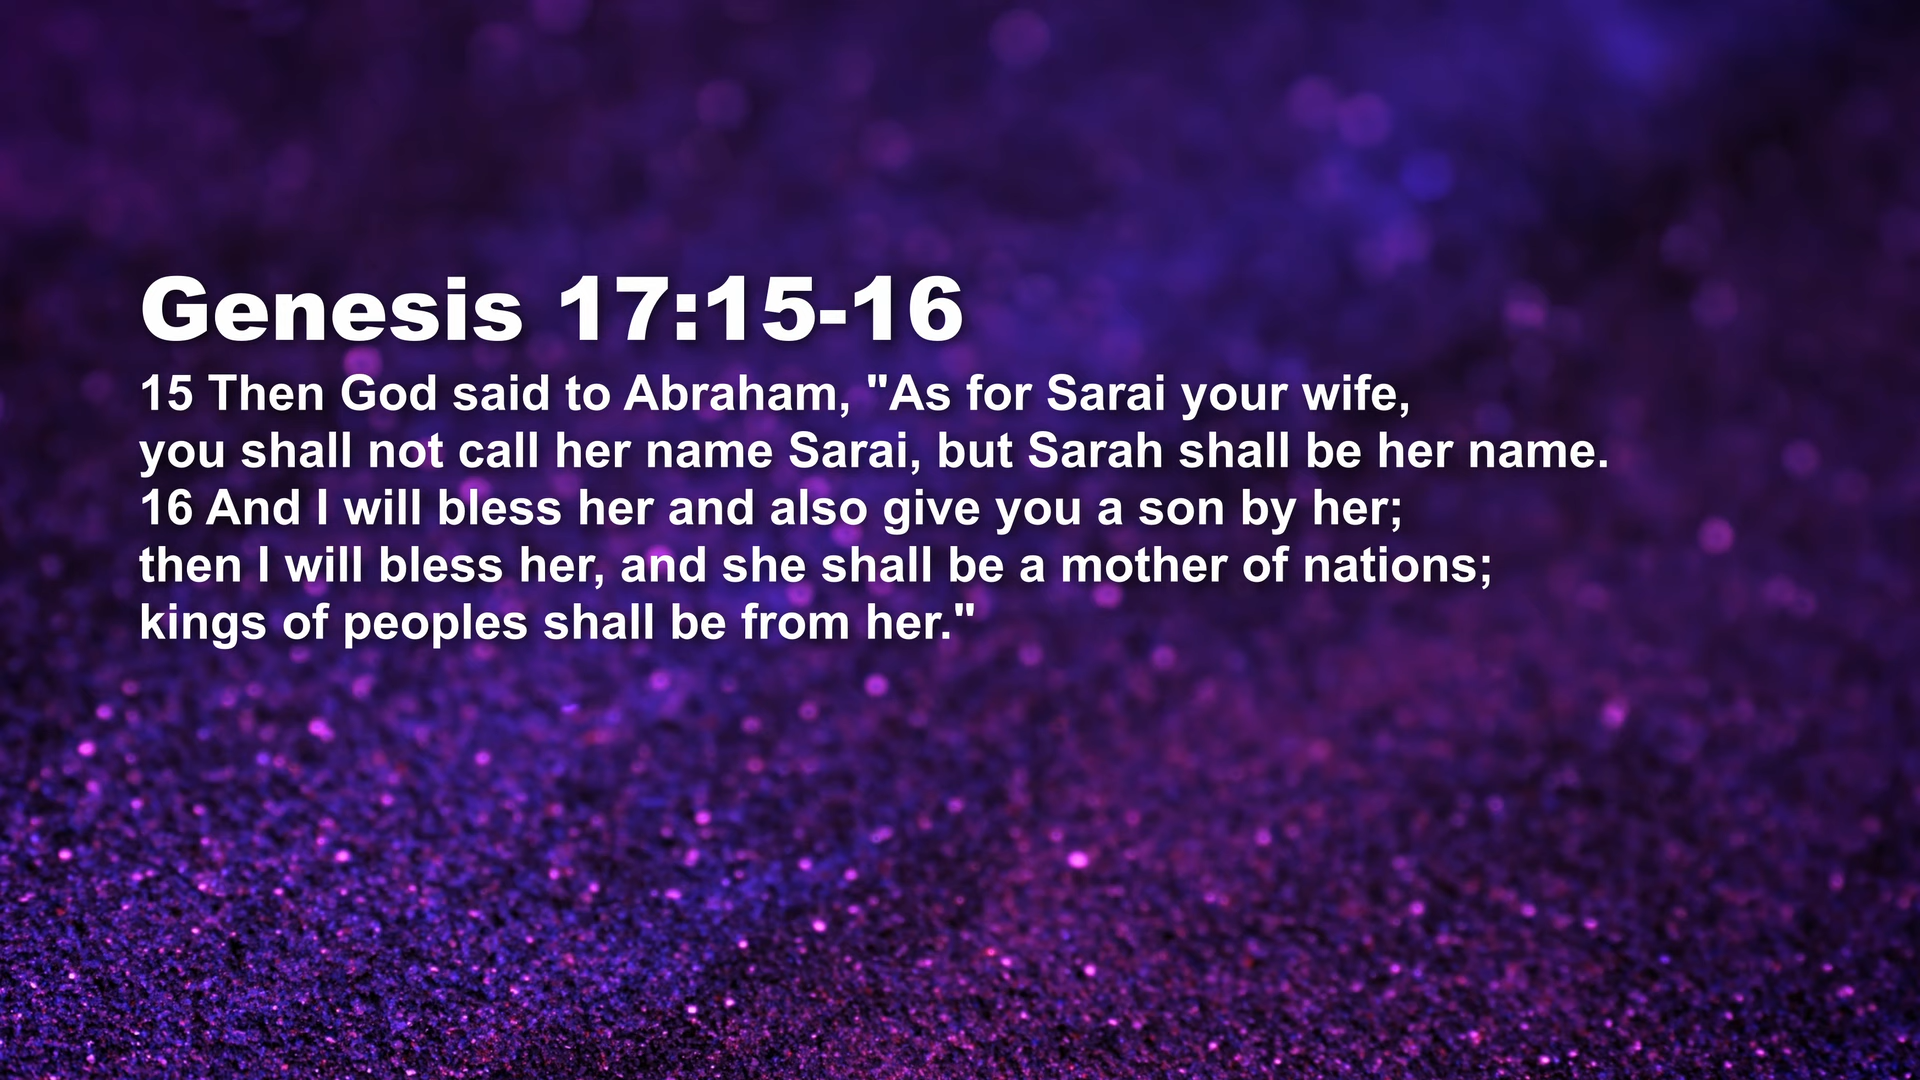 Genesis 17:15-16
15 Then God said to Abraham, "As for Sarai your wife,
you shall not call her name Sarai, but Sarah shall be her name.
16 And I will bless her and also give you a son by her;
then I will bless her, and she shall be a mother of nations;
kings of peoples shall be from her."